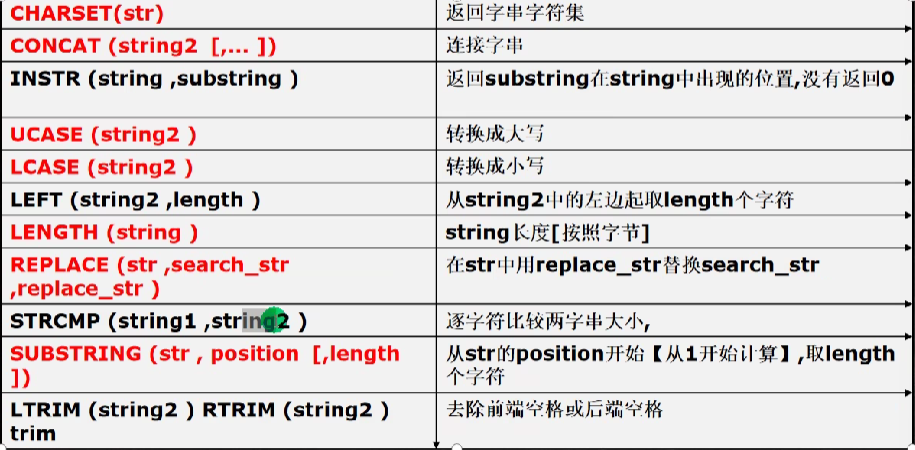 CHARSET(str)
返回字串字符集
CONCAT (string2 [,... ])
连接字串
INSTR (string ,substring )
返回substring在string中出现的位置,没有返回0
UCASE (string2 )
转换成大写
LCASE (string2 )
转换成小写
LEFT (string2 ,length )
从string2中的左边起取length个字符
LENGTH (string )
string长度[按照字节]
REPLACE (str ,search_str
,replace_str )
在str中用replace_str替换search_str
STRCMP (string1 ,string2 )
逐字符比较两字串大小,
SUBSTRING (str , position [,length
])
从str的position开始【从1开始计算】,取length
个字符
LTRIM (string2 ) RTRIM (string2 )
trim
去除前端空格或后端空格